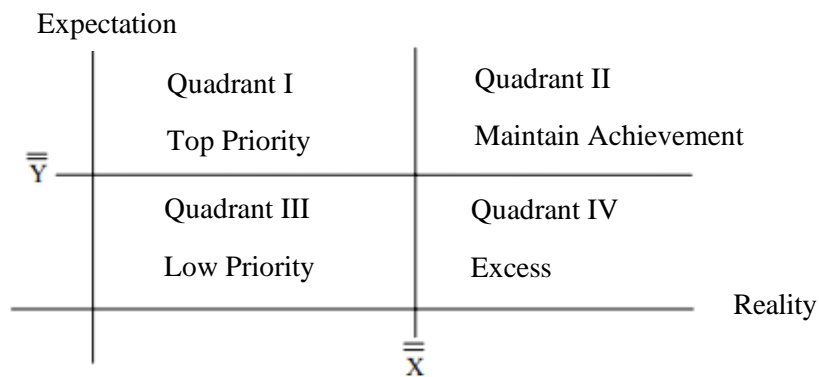 Expectation
Quadrant I
Top Priority
Quadrant II
Maintain Achievement
Y̿
Quadrant III
Low Priority
Quadrant IV
Excess
Reality
X̿